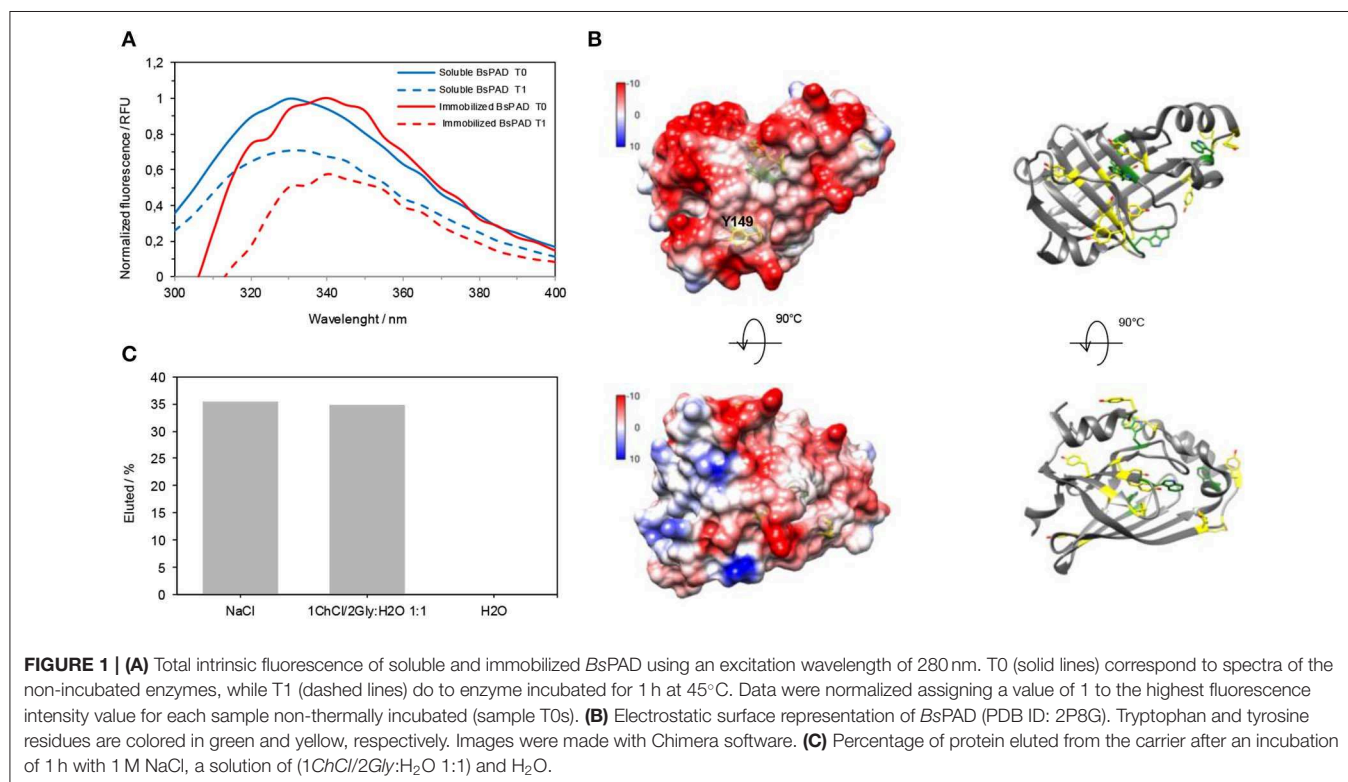 A
Normalized fluorescence / RFU
1,2
1
0,8
0,6
0,4
0,2
0
300
320
340
360
380
400
Wavelenght / nm
Soluble BsPAD T0
Soluble BsPAD T1
Immobilized BsPAD T0
Immobilized BsPAD T1
B
-10
0
10
Y149
90°C
90°C
-10
0
10
C
Eluted / %
40
35
30
25
20
15
10
5
0
NaCl
1ChCl/2Gly:H2O 1:1
H2O
FIGURE 1 | (A) Total intrinsic fluorescence of soluble and immobilized BsPAD using an excitation wavelength of 280 nm. T0 (solid lines) correspond to spectra of the
non-incubated enzymes, while T1 (dashed lines) do to enzyme incubated for 1 h at 45°C. Data were normalized assigning a value of 1 to the highest fluorescence
intensity value for each sample non-thermally incubated (sample T0s). (B) Electrostatic surface representation of BsPAD (PDB ID: 2P8G). Tryptophan and tyrosine
residues are colored in green and yellow, respectively. Images were made with Chimera software. (C) Percentage of protein eluted from the carrier after an incubation
of 1 h with 1 M NaCl, a solution of (1ChCl/2Gly:H₂O 1:1) and H₂O.